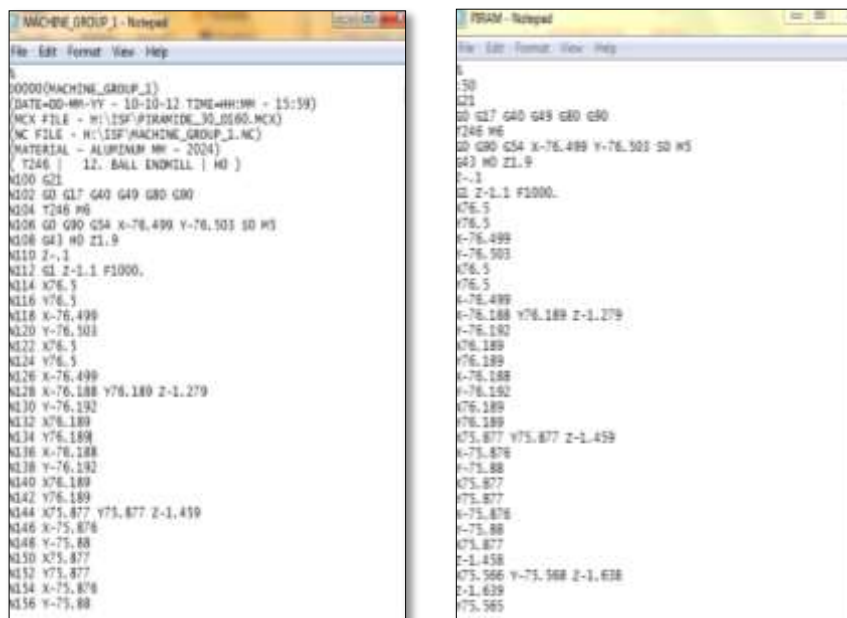 MACHINE_GROUP_1 - Notepad
File Edit Format View Help
%
O0000(MACHINE_GROUP_1)
(DATE=DD-MM-YY - 10-10-12 TIME=HH:MM - 15:59)
(MCX FILE - H:\ISF\PIRAMIDE_30_D160.MCX)
(NC FILE - H:\ISF\MACHINE_GROUP_1.NC)
(MATERIAL - ALUMINUM MM - 2024)
( T246 | 12. BALL ENDMILL | H0 )
N100 G21
N102 G0 G17 G40 G49 G80 G90
N104 T246 M6
N106 G0 G90 G54 X-76.499 Y-76.503 S0 M5
N108 G43 H0 Z1.9
N110 Z-.1
N112 G1 Z-1.1 F1000.
N114 X76.5
N116 Y76.5
N118 X-76.499
N120 Y-76.503
N122 X76.5
N124 Y76.5
N126 X-76.499
N128 X-76.188 Y76.189 Z-1.279
N130 Y-76.192
N132 X76.189
N134 Y76.189
N136 X-76.188
N138 Y-76.192
N140 X76.189
N142 Y76.189
N144 X75.877 Y75.877 Z-1.459
N146 X-75.876
N148 Y-75.88
N150 X75.877
N152 Y75.877
N154 X-75.876
N156 Y-75.88
- Notepad
File Edit Format View Help
%
:50
G21
G0 G17 G40 G49 G80 G90
T246 M6
G0 G90 G54 X-76.499 Y-76.503 S0 M5
G43 H0 Z1.9
Z-.1
G1 Z-1.1 F1000.
X76.5
Y76.5
X-76.499
Y-76.503
X76.5
Y76.5
X-76.499
X-76.188 Y76.189 Z-1.279
Y-76.192
X76.189
Y76.189
X-76.188
Y-76.192
X76.189
Y76.189
X75.877 Y75.877 Z-1.459
X-75.876
Y-75.88
X75.877
Y75.877
X-75.876
Y-75.88
X75.877
Z-1.458
X75.566 Y-75.568 Z-1.638
Z-1.639
Y75.565